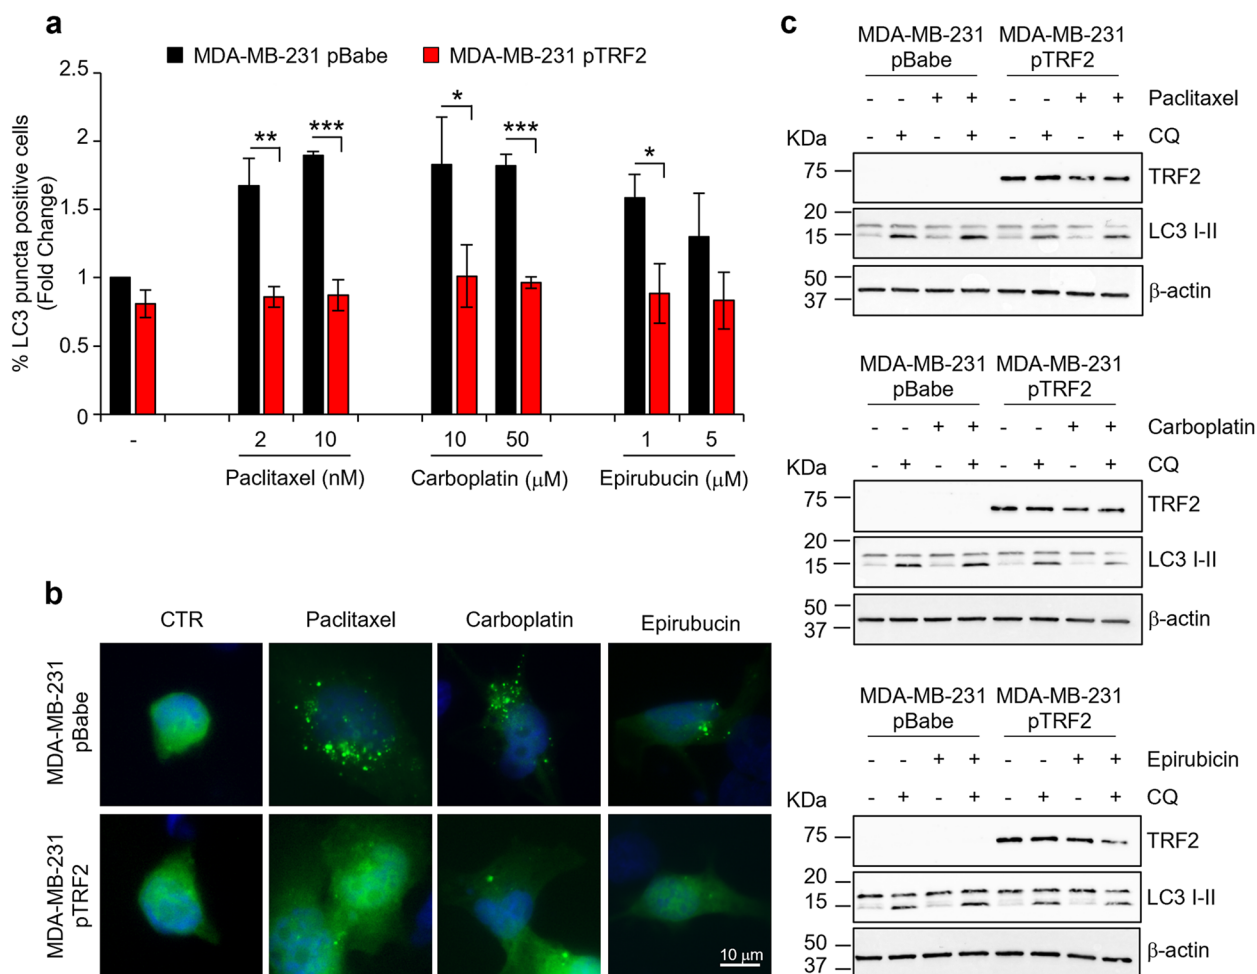 a
MDA-MB-231 pBabe
MDA-MB-231 pTRF2
% LC3 puncta positive cells
(Fold Change)
2.5
2
1.5
1
0.5
0
** *** * *** *
- 2 10 10 50 1 5
Paclitaxel (nM) Carboplatin (μM) Epirubucin (μM)
b
CTR Paclitaxel Carboplatin Epirubucin
MDA-MB-231
pBabe
MDA-MB-231
pTRF2
10 μm
c
MDA-MB-231 MDA-MB-231
pBabe pTRF2
- - + + - - + + Paclitaxel
KDa - + - + - + - + CQ
75 TRF2
20
15 LC3 I-II
50
37 β-actin
MDA-MB-231 MDA-MB-231
pBabe pTRF2
- - + + - - + + Carboplatin
KDa - + - + - + - + CQ
75 TRF2
20
15 LC3 I-II
50
37 β-actin
MDA-MB-231 MDA-MB-231
pBabe pTRF2
- - + + - - + + Epirubicin
KDa - + - + - + - + CQ
75 TRF2
20
15 LC3 I-II
50
37 β-actin